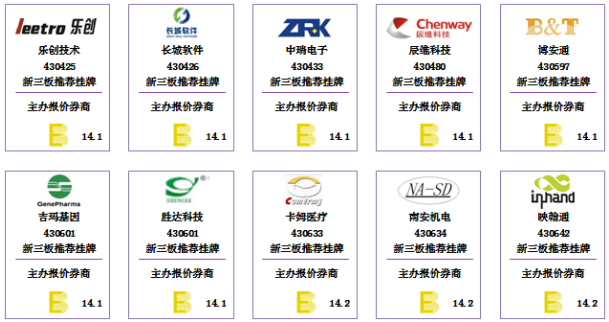 leetro 乐创
乐创技术
430425
新三板推荐挂牌
主办报价券商
14.1
长城软件
长城软件
430426
新三板推荐挂牌
主办报价券商
14.1
ZRK
中瑞电子
430433
新三板推荐挂牌
主办报价券商
14.1
Chenway
辰维科技
辰维科技
430480
新三板推荐挂牌
主办报价券商
14.1
B&T
博安通
430597
新三板推荐挂牌
主办报价券商
14.1
GenePharma
吉玛基因
430601
新三板推荐挂牌
主办报价券商
14.1
SHENGDA
胜达科技
430601
新三板推荐挂牌
主办报价券商
14.1
Comermy
卡姆医疗
430633
新三板推荐挂牌
主办报价券商
14.2
NA-SD
南安机电
430634
新三板推荐挂牌
主办报价券商
14.2
inhand
映翰通
430642
新三板推荐挂牌
主办报价券商
14.2